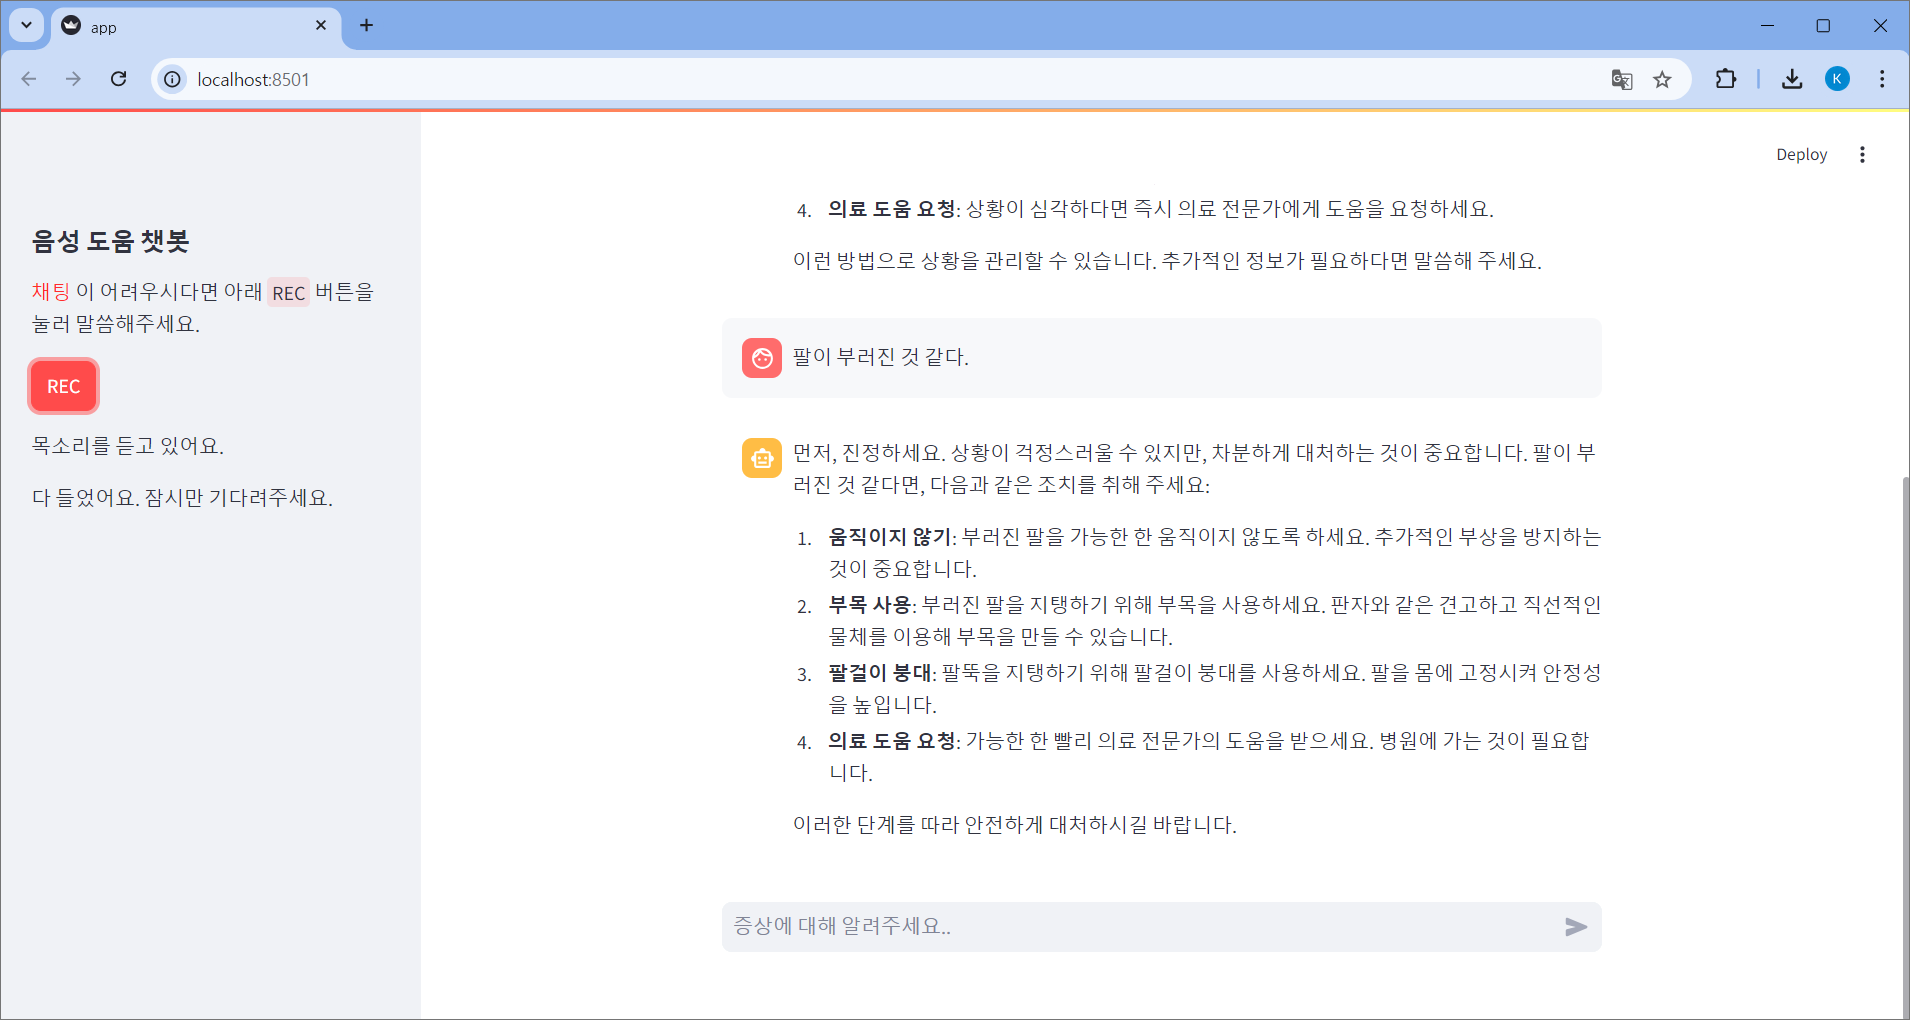 app
localhost:8501
K
Deploy
음성 도움 챗봇
채팅 이 어려우시다면 아래 REC 버튼을
눌러 말씀해주세요.
REC
목소리를 듣고 있어요.
다 들었어요. 잠시만 기다려주세요.
4. 의료 도움 요청: 상황이 심각하다면 즉시 의료 전문가에게 도움을 요청하세요.
이런 방법으로 상황을 관리할 수 있습니다. 추가적인 정보가 필요하다면 말씀해 주세요.
팔이 부러진 것 같다.
먼저, 진정하세요. 상황이 걱정스러울 수 있지만, 차분하게 대처하는 것이 중요합니다. 팔이 부
러진 것 같다면, 다음과 같은 조치를 취해 주세요:
1. 움직이지 않기: 부러진 팔을 가능한 한 움직이지 않도록 하세요. 추가적인 부상을 방지하는
것이 중요합니다.
2. 부목 사용: 부러진 팔을 지탱하기 위해 부목을 사용하세요. 판자와 같은 견고하고 직선적인
물체를 이용해 부목을 만들 수 있습니다.
3. 팔걸이 붕대: 팔뚝을 지탱하기 위해 팔걸이 붕대를 사용하세요. 팔을 몸에 고정시켜 안정성
을 높입니다.
4. 의료 도움 요청: 가능한 한 빨리 의료 전문가의 도움을 받으세요. 병원에 가는 것이 필요합
니다.
이러한 단계를 따라 안전하게 대처하시길 바랍니다.
증상에 대해 알려주세요..